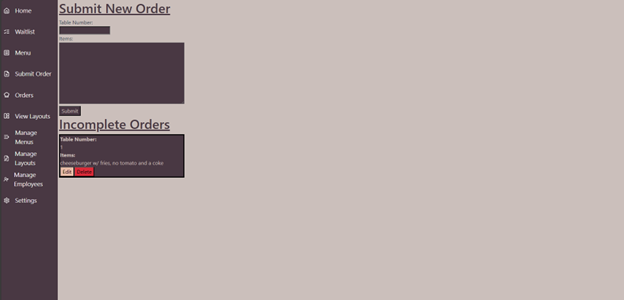 Home
Waitlist
Menu
Submit Order
Orders
View Layouts
Manage
Menus
Manage
Layouts
Manage
Employees
Settings
Submit New Order
Table Number:
Items:
Submit
Incomplete Orders
Table Number:
1
Items:
cheeseburger w/ fries, no tomato and a coke
Edit
Delete